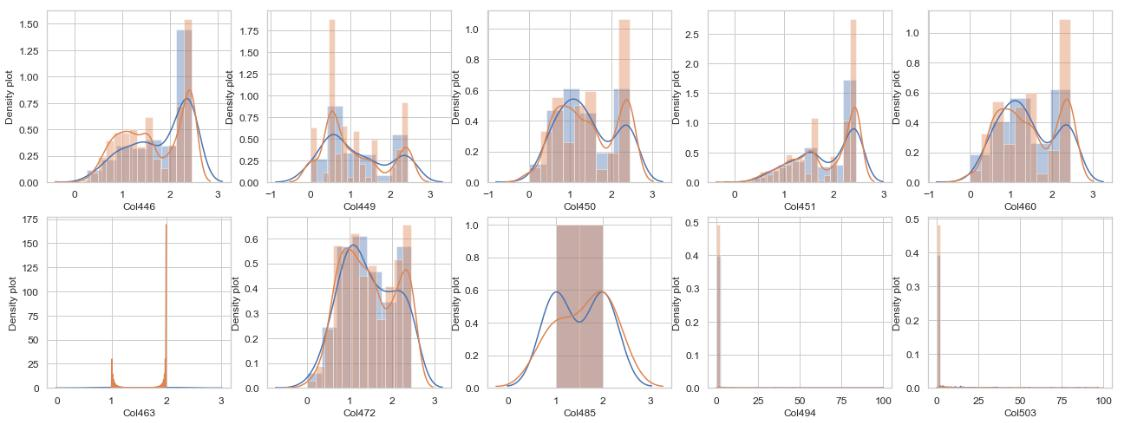 1.50
1.25
1.00
0.75
0.50
0.25
0.00
Density plot
0 1 2 3
Col446
1.75
1.50
1.25
1.00
0.75
0.50
0.25
0.00
Density plot
−1 0 1 2 3
Col449
1.0
0.8
0.6
0.4
0.2
0.0
Density plot
0 1 2 3
Col450
2.5
2.0
1.5
1.0
0.5
0.0
Density plot
0 1 2 3
Col451
1.0
0.8
0.6
0.4
0.2
0.0
Density plot
−1 0 1 2 3
Col460
175
150
125
100
75
50
25
0
Density plot
0 1 2 3
Col463
0.6
0.5
0.4
0.3
0.2
0.1
0.0
Density plot
0 1 2 3
Col472
1.0
0.8
0.6
0.4
0.2
0.0
Density plot
0 1 2 3
Col485
0.5
0.4
0.3
0.2
0.1
0.0
Density plot
0 25 50 75 100
Col494
0.5
0.4
0.3
0.2
0.1
0.0
Density plot
0 25 50 75 100
Col503